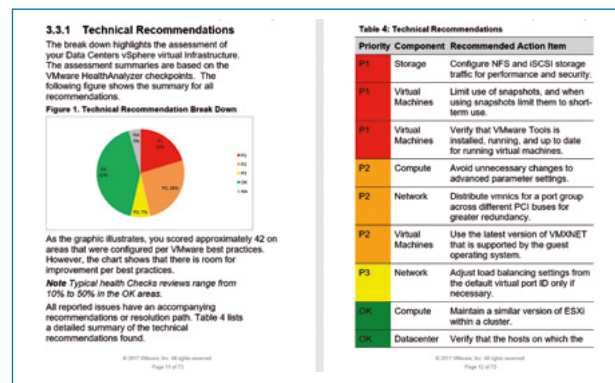 3.3.1 Technical Recommendations
The break down highlights the assessment of
your Data Centers vSphere virtual Infrastructure.
The assessment summaries are based on the
VMware HealthAnalyzer checkpoints. The
following figure shows the summary for all
recommendations.
Figure 1. Technical Recommendation Break Down
NA
P3, 7%
P1
P2
P3
OK
NA
As the graphic illustrates, you scored approximately 42 on
areas that were configured per VMware best practices.
However, the chart shows that there is room for
improvement per best practices.
Note Typical health Checks reviews range from
10% to 50% in the OK areas.
All reported issues have an accompanying
recommendations or resolution path. Table 4 lists
a detailed summary of the technical
recommendations found.
© 2017 VMware, Inc. All rights reserved.
Page 11 of 73
Table 4: Technical Recommendations
Priority Component Recommended Action Item
P1 Storage Configure NFS and iSCSI storage
traffic for performance and security.
P1 Virtual Limit use of snapshots, and when
Machines using snapshots limit them to short-
term use.
P1 Virtual Verify that VMware Tools is
Machines installed, running, and up to date
for running virtual machines.
P2 Compute Avoid unnecessary changes to
advanced parameter settings.
P2 Network Distribute vmnics for a port group
across different PCI buses for
greater redundancy.
P2 Virtual Use the latest version of VMXNET
Machines that is supported by the guest
operating system.
P3 Network Adjust load balancing settings from
the default virtual port ID only if
necessary.
OK Compute Maintain a similar version of ESXi
within a cluster.
OK Datacenter Verify that the hosts on which the
© 2017 VMware, Inc. All rights reserved.
Page 12 of 73